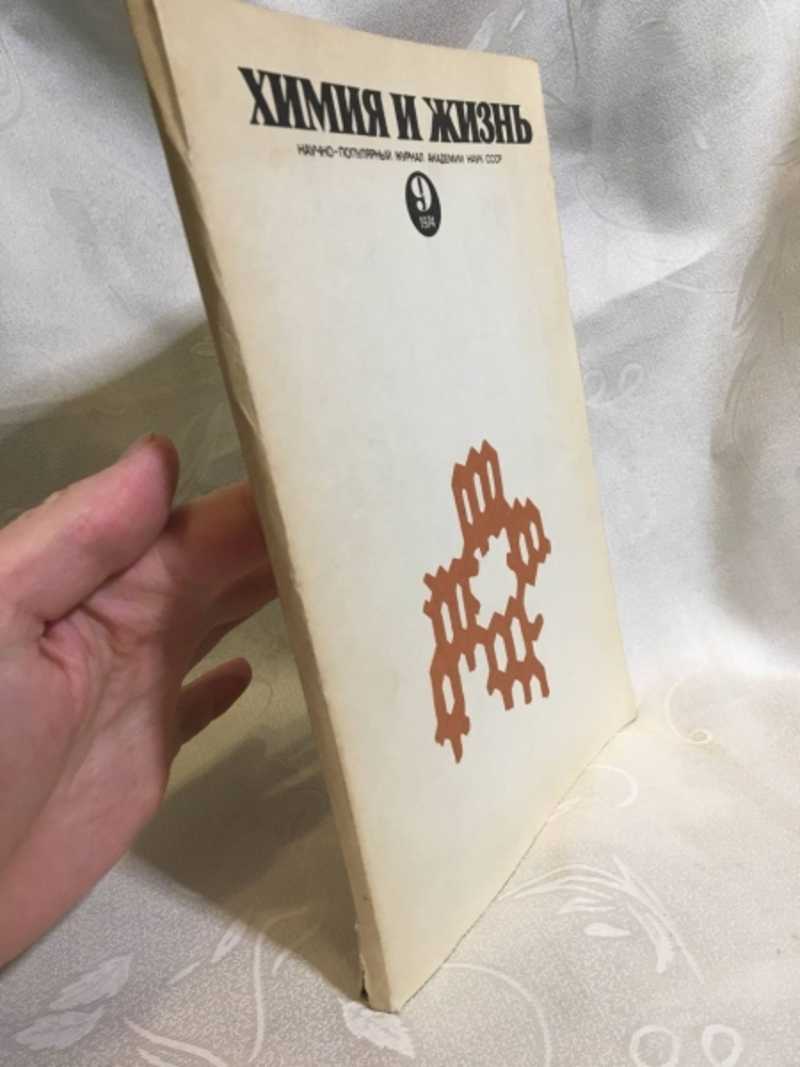 ХИМИЯ И ЖИЗНЬ
НАУЧНО-ПОПУЛЯРНЫЙ ЖУРНАЛ АКАДЕМИИ НАУК СССР
9
1974